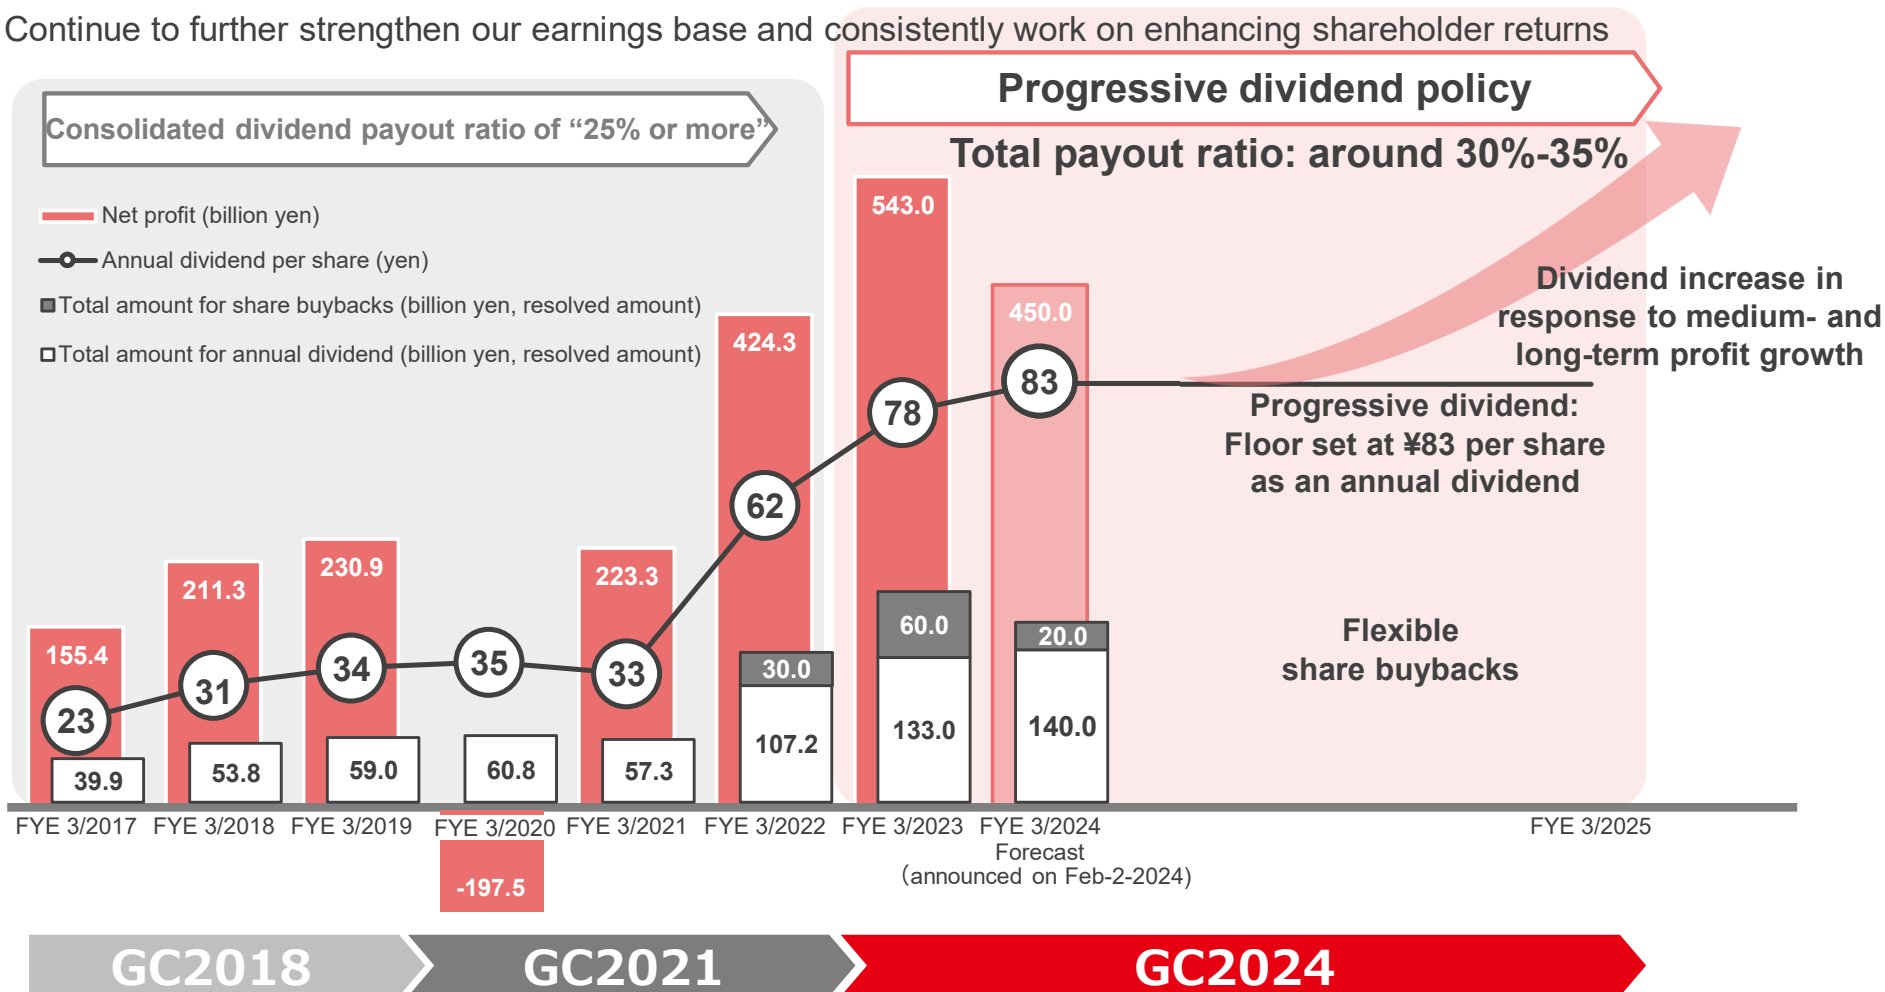 Continue to further strengthen our earnings base and consistently work on enhancing shareholder returns
Consolidated dividend payout ratio of “25% or more”
Progressive dividend policy
Total payout ratio: around 30%-35%
Net profit (billion yen)
Annual dividend per share (yen)
Total amount for share buybacks (billion yen, resolved amount)
Total amount for annual dividend (billion yen, resolved amount)
155.4
211.3
230.9
-197.5
223.3
424.3
543.0
450.0
23
31
34
35
33
62
78
83
30.0
60.0
20.0
39.9
53.8
59.0
60.8
57.3
107.2
133.0
140.0
Dividend increase in
response to medium- and
long-term profit growth
Progressive dividend:
Floor set at ¥83 per share
as an annual dividend
Flexible
share buybacks
FYE 3/2017
FYE 3/2018
FYE 3/2019
FYE 3/2020
FYE 3/2021
FYE 3/2022
FYE 3/2023
FYE 3/2024
Forecast
（announced on Feb-2-2024)
FYE 3/2025
GC2018
GC2021
GC2024